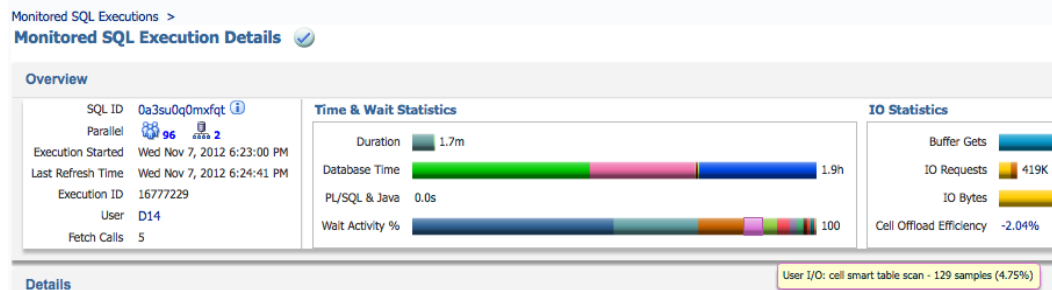 Monitored SQL Executions >
Monitored SQL Execution Details
Overview
SQL ID 0a3su0q0mxfqt
Parallel 96 2
Execution Started Wed Nov 7, 2012 6:23:00 PM
Last Refresh Time Wed Nov 7, 2012 6:24:41 PM
Execution ID 16777229
User D14
Fetch Calls 5
Time & Wait Statistics
Duration 1.7m
Database Time 1.9h
PL/SQL & Java 0.0s
Wait Activity % 100
IO Statistics
Buffer Gets
IO Requests 419K
IO Bytes
Cell Offload Efficiency -2.04%
User I/O: cell smart table scan - 129 samples (4.75%)
Details